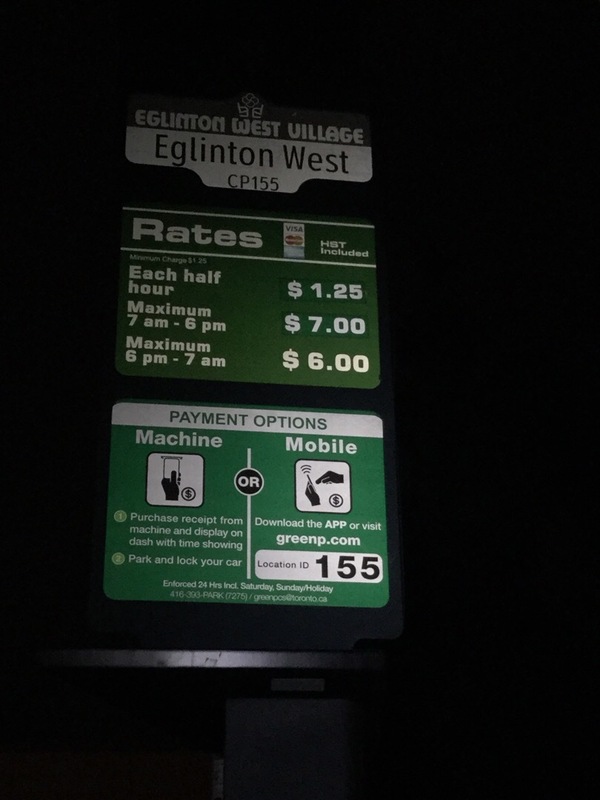 EGLINTON WEST VILLAGE
Eglinton West
CP155
Rates
VISA
HST
Included
Minimum Charge $1.25
Each half
hour
$ 1.25
Maximum
7 am - 6 pm
$ 7.00
Maximum
6 pm - 7 am
$ 6.00
PAYMENT OPTIONS
Machine
OR
Mobile
1 Purchase receipt from
machine and display on
dash with time showing
2 Park and lock your car
Download the APP or visit
greenp.com
Location ID 155
Enforced 24 Hrs Incl. Saturday, Sunday/Holiday
416-393-PARK (7275) / greenpcs@toronto.ca